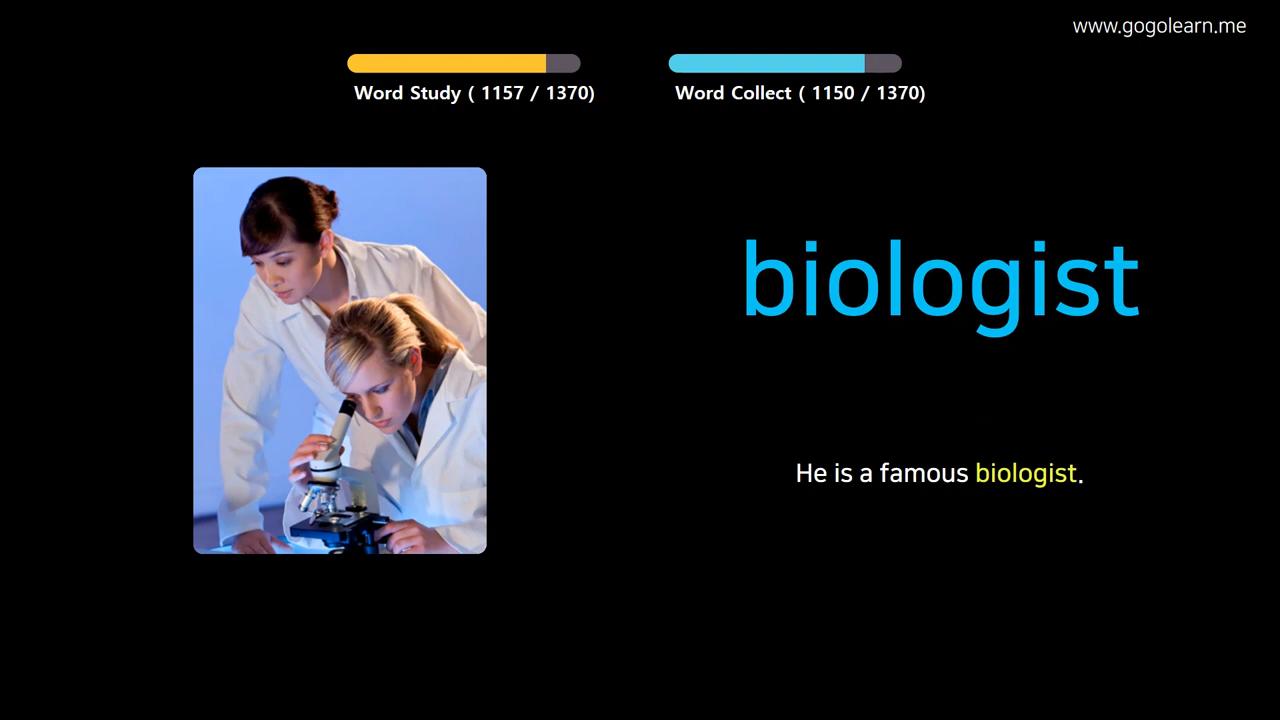 www.gogolearn.me
Word Study ( 1157 / 1370)
Word Collect ( 1150 / 1370)
biologist
He is a famous biologist.